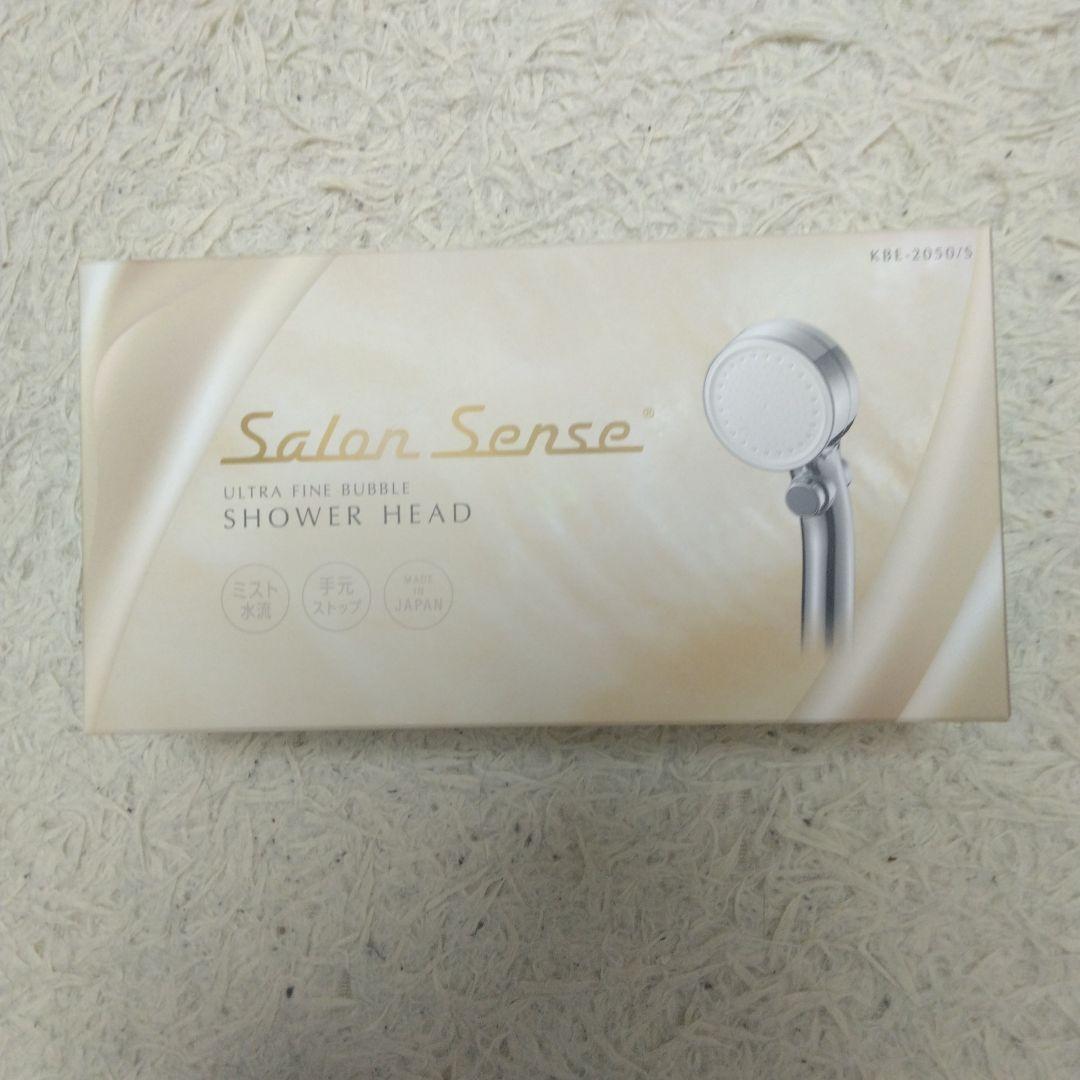 KBE-2050/S
Salon Sense®
ULTRA FINE BUBBLE
SHOWER HEAD
ミスト
水流
手元
ストップ
MADE
IN
JAPAN